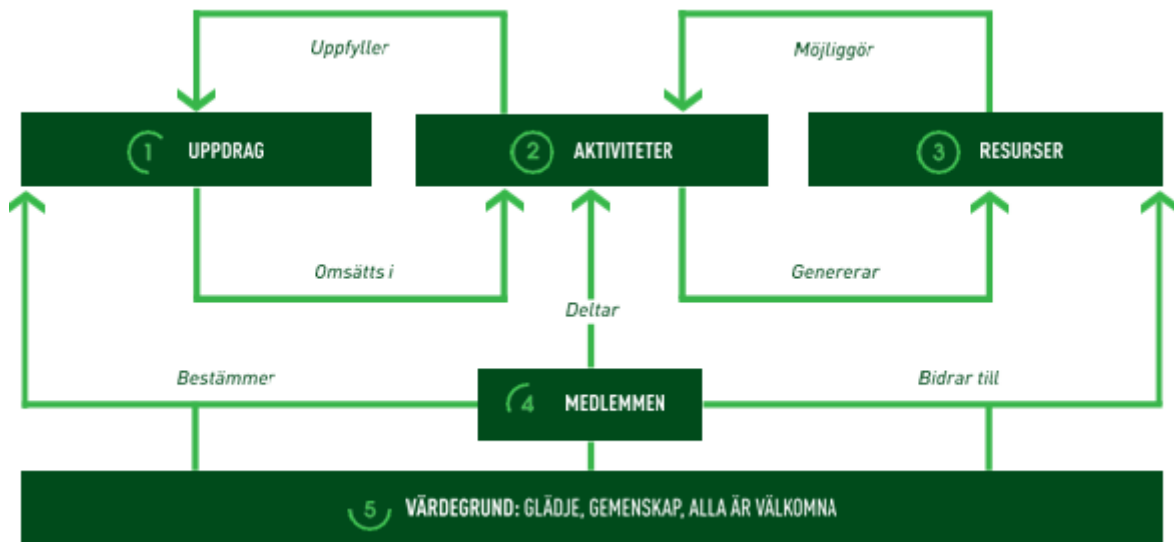 Uppfyller
Möjliggör
1 UPPDRAG
2 AKTIVITETER
3 RESURSER
Omsätts i
Genererar
Deltar
Bestämmer
Bidrar till
4 MEDLEMMEN
5 VÄRDEGRUND: GLÄDJE, GEMENSKAP, ALLA ÄR VÄLKOMNA